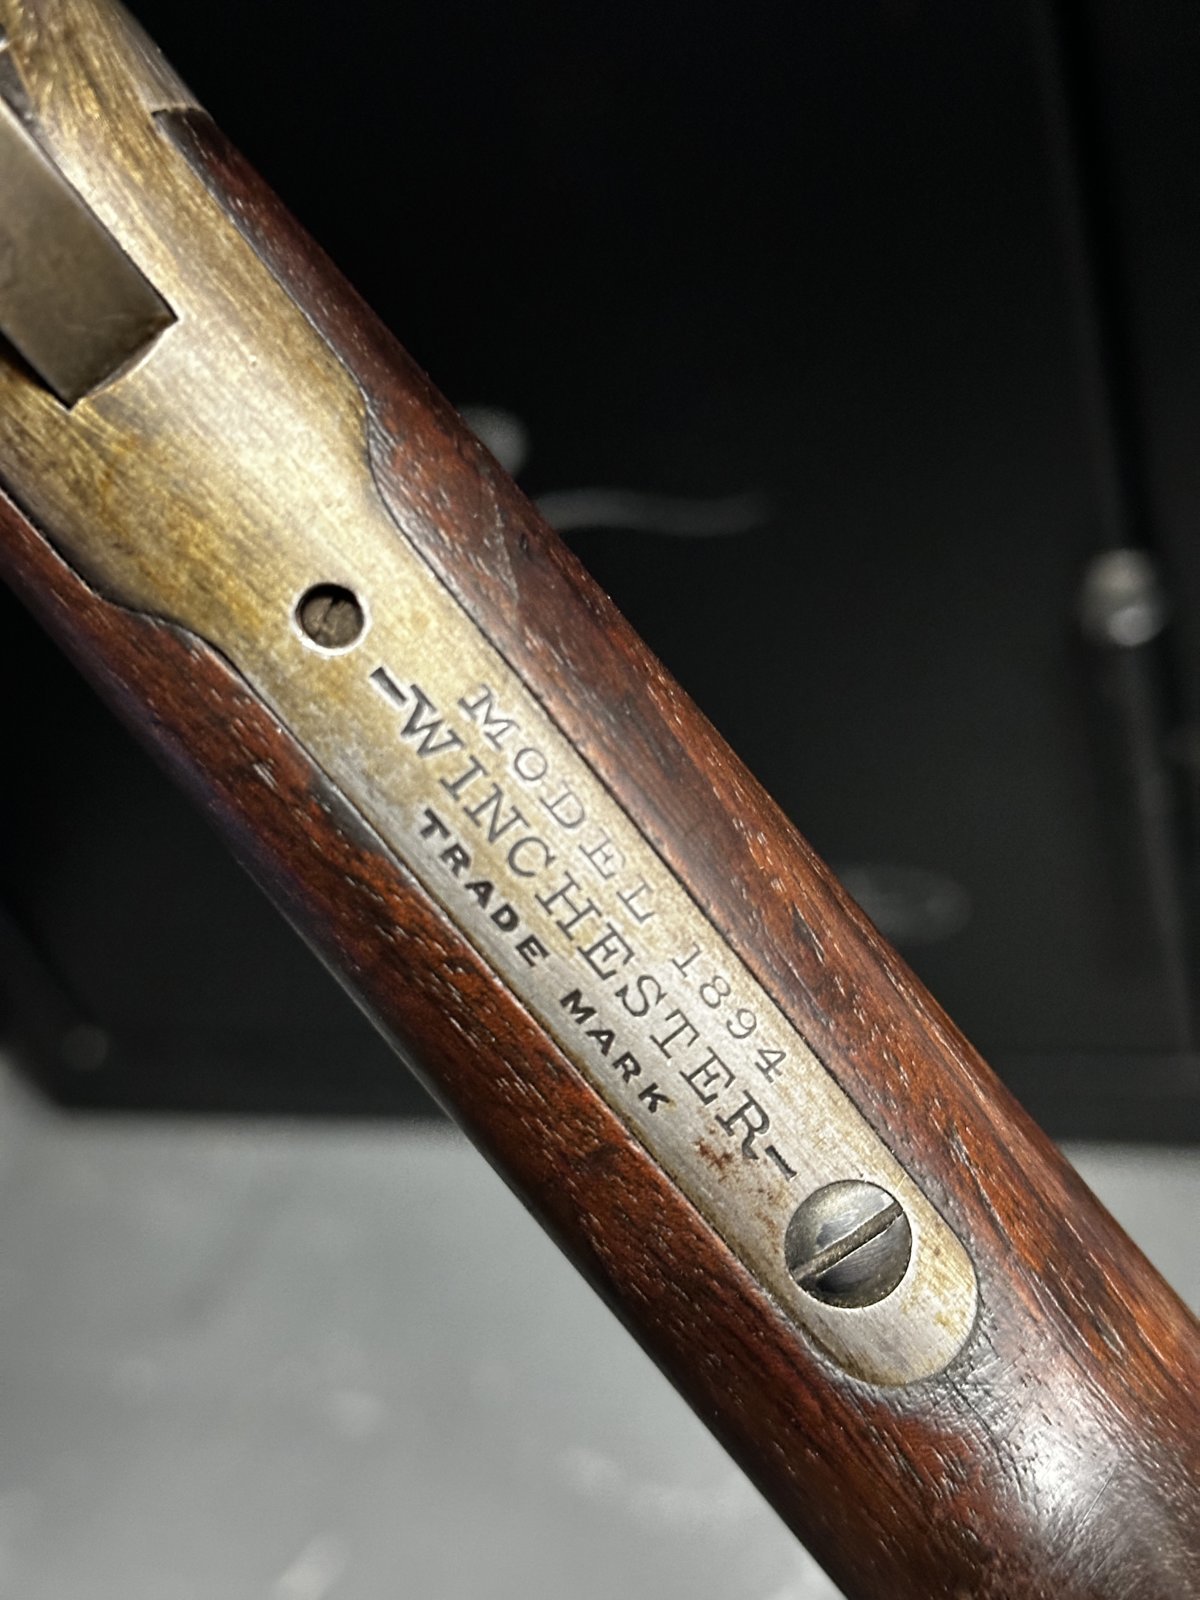 MODEL 1894
-WINCHESTER-
TRADE MARK